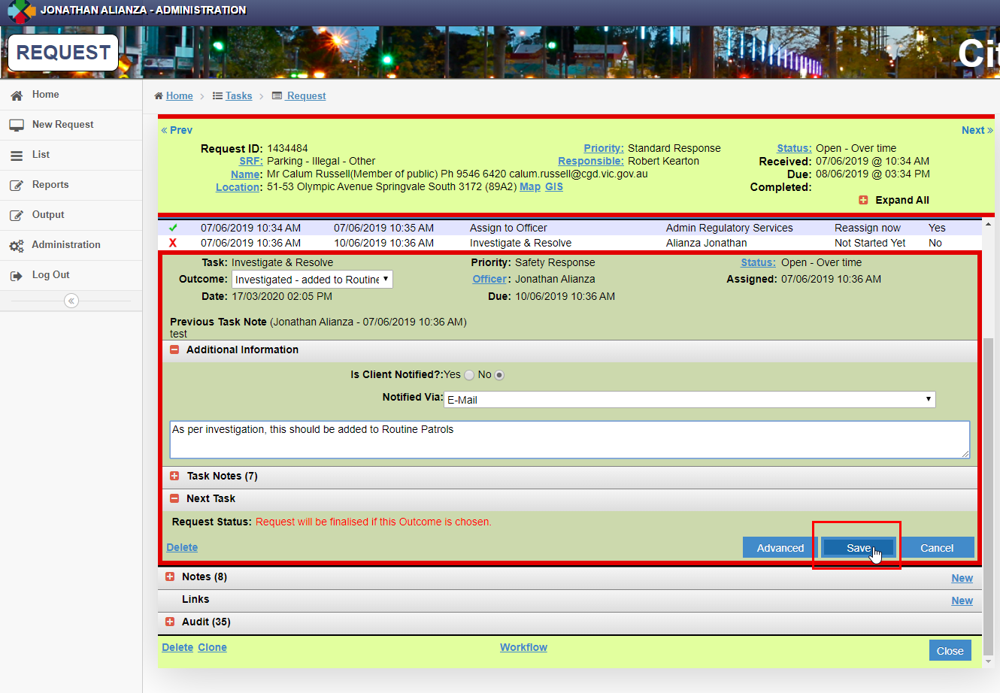 JONATHAN ALIANZA - ADMINISTRATION
REQUEST
Home
New Request
List
Reports
Output
Administration
Log Out
Home > Tasks > Request
« Prev
Next »
Request ID: 1434484
Priority: Standard Response
Status: Open - Over time
SRF: Parking - Illegal - Other
Responsible: Robert Kearton
Received: 07/06/2019 @ 10:34 AM
Name: Mr Calum Russell(Member of public) Ph 9546 6420 calum.russell@cgd.vic.gov.au
Due: 08/06/2019 @ 03:34 PM
Location: 51-53 Olympic Avenue Springvale South 3172 (89A2) Map GIS
Completed:
Expand All
07/06/2019 10:34 AM 07/06/2019 10:35 AM Assign to Officer Admin Regulatory Services Reassign now Yes
X 07/06/2019 10:36 AM 10/06/2019 10:36 AM Investigate & Resolve Alianza Jonathan Not Started Yet No
Task: Investigate & Resolve
Priority: Safety Response
Status: Open - Over time
Outcome: Investigated - added to Routine
Officer: Jonathan Alianza
Assigned: 07/06/2019 10:36 AM
Date: 17/03/2020 02:05 PM
Due: 10/06/2019 10:36 AM
Previous Task Note (Jonathan Alianza - 07/06/2019 10:36 AM)
test
Additional Information
Is Client Notified?:Yes No
Notified Via: E-Mail
As per investigation, this should be added to Routine Patrols
Task Notes (7)
Next Task
Request Status: Request will be finalised if this Outcome is chosen.
Delete
Advanced
Save
Cancel
Notes (8)
New
Links
New
Audit (35)
Delete Clone
Workflow
Close